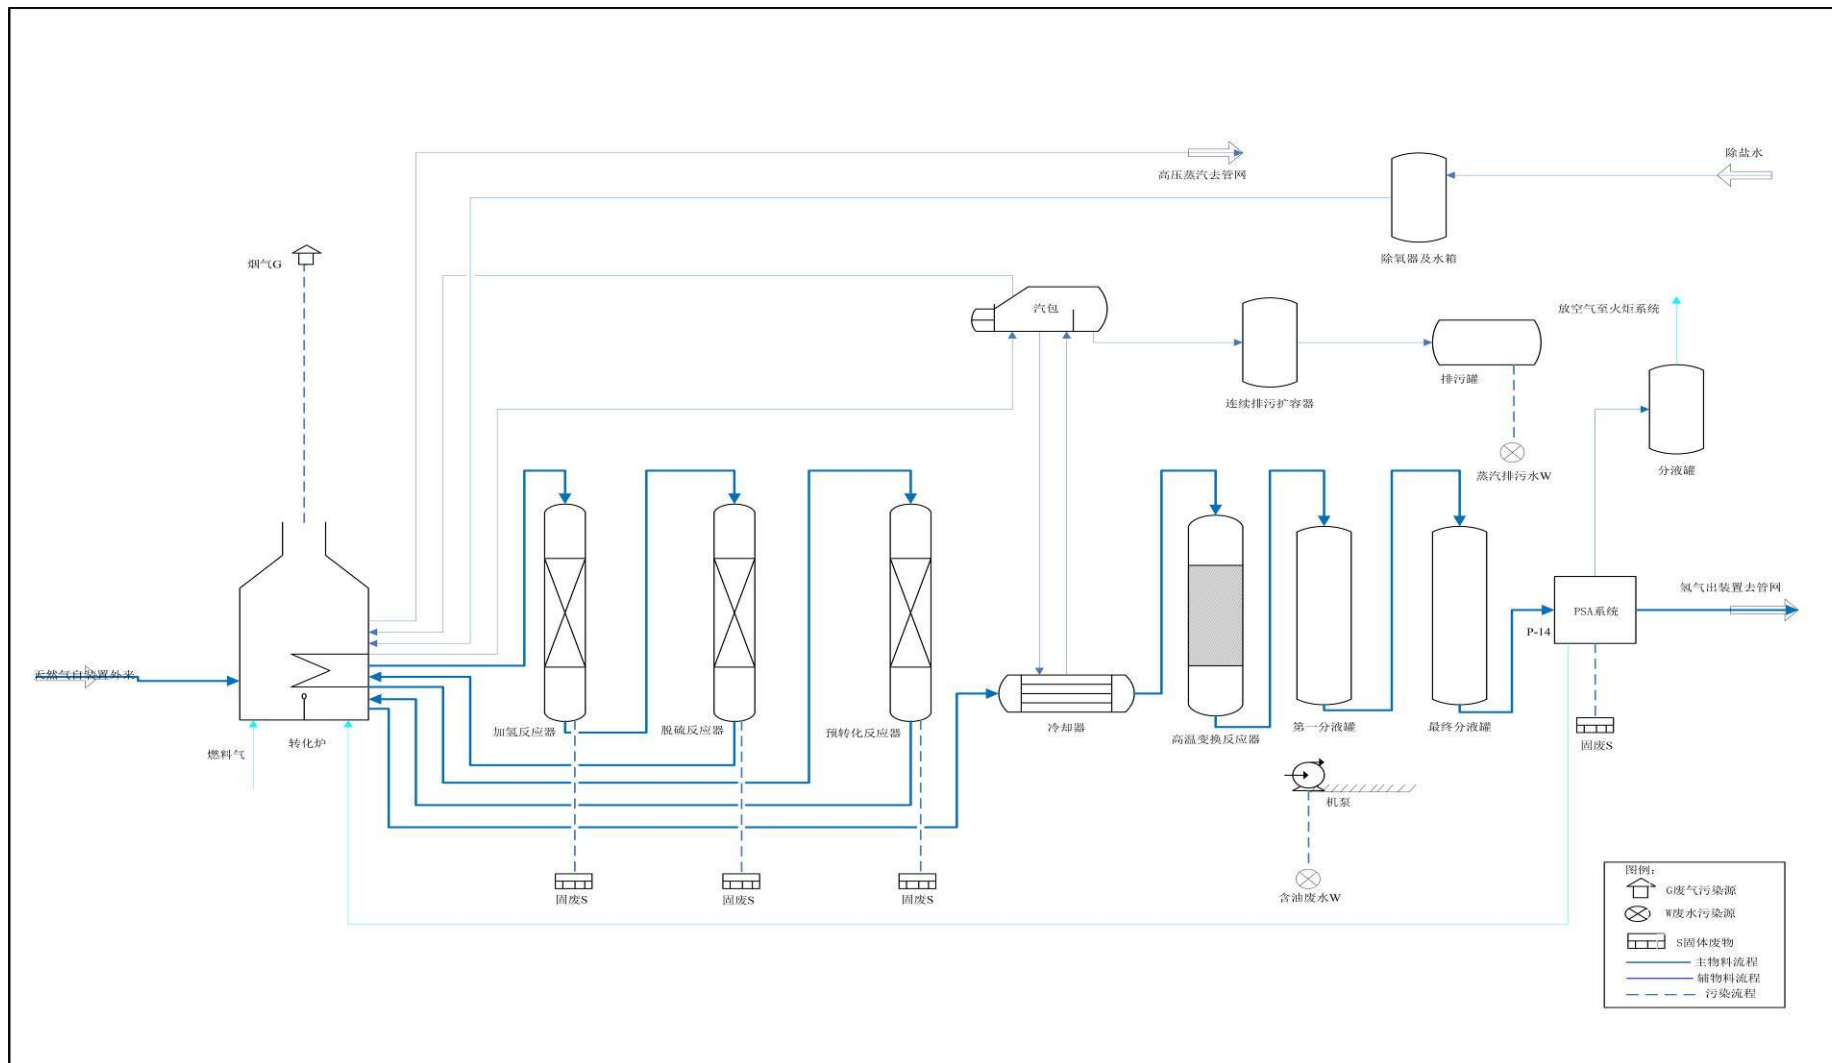 除盐水
高压蒸汽去管网
除氧器及水箱
烟气G
汽包
放空气至火炬系统
排污罐
连续排污扩容器
分液罐
蒸汽排污水W
氢气出装置去管网
PSA系统
P-14
天然气自装置外来
加氢反应器
脱硫反应器
预转化反应器
冷却器
高温变换反应器
第一分液罐
最终分液罐
固废S
燃料气
转化炉
机泵
固废S
固废S
固废S
含油废水W
图例：
G废气污染源
W废水污染源
S固体废物
主物料流程
辅物料流程
污染流程